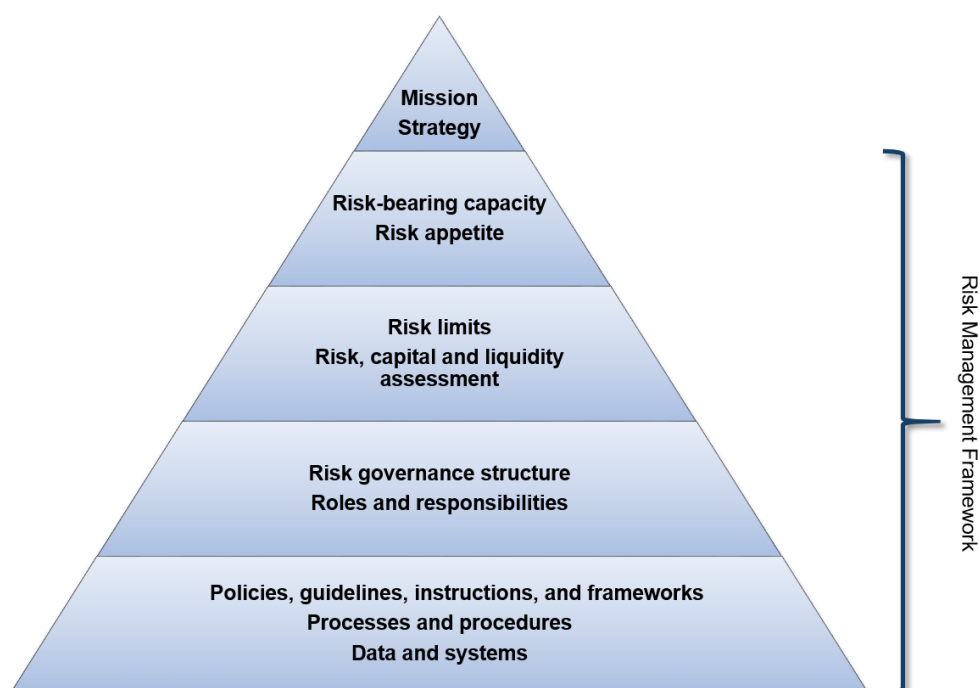 Mission
Strategy
Risk-bearing capacity
Risk appetite
Risk limits
Risk, capital and liquidity
assessment
Risk governance structure
Roles and responsibilities
Policies, guidelines, instructions, and frameworks
Processes and procedures
Data and systems
Risk Management Framework